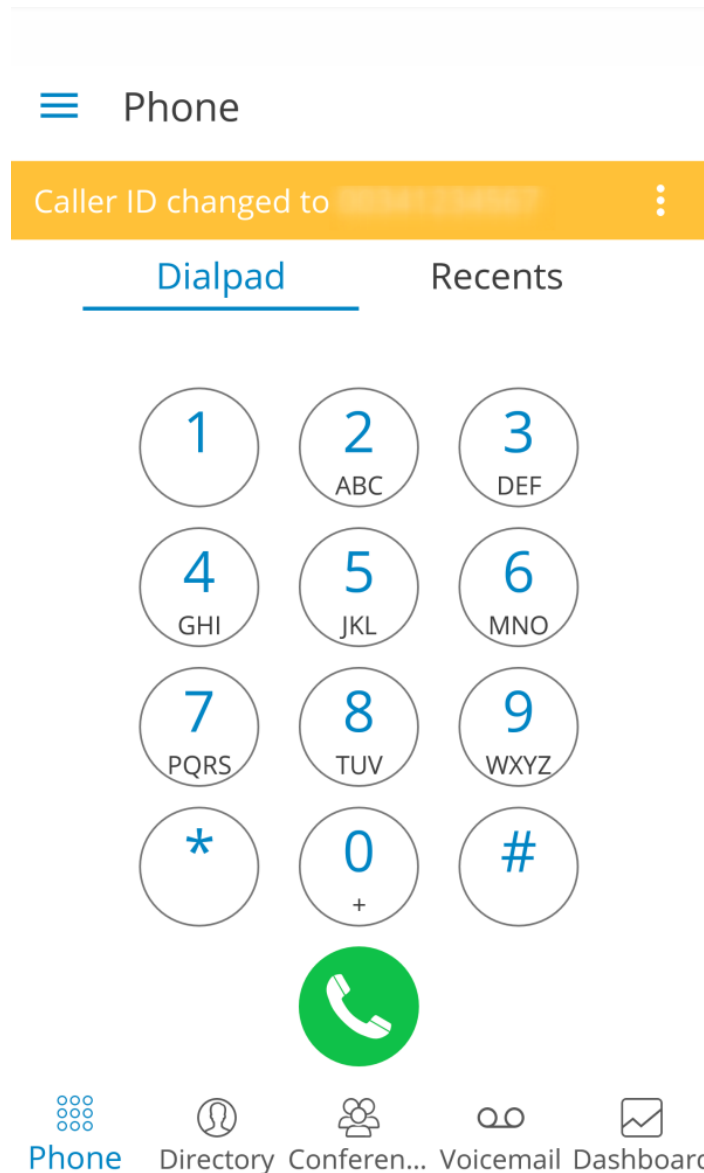 Phone
Caller ID changed to
Dialpad Recents
1 2 3
ABC DEF
4 5 6
GHI JKL MNO
7 8 9
PQRS TUV WXYZ
* 0 #
+
Phone Directory Conferen... Voicemail Dashboard